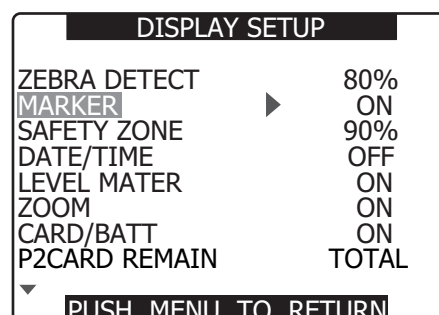 DISPLAY SETUP
ZEBRA DETECT 80%
MARKER ON
SAFETY ZONE 90%
DATE/TIME OFF
LEVEL MATER ON
ZOOM ON
CARD/BATT ON
P2CARD REMAIN TOTAL
PUSH MENU TO RETURN